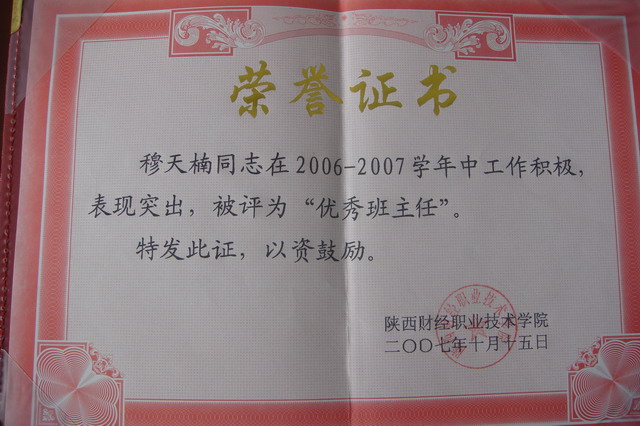 荣誉证书
穆天楠同志在2006-2007学年中工作积极，
表现突出，被评为“优秀班主任”。
特发此证，以资鼓励。
陕西财经职业技术学院
二〇〇七年十月十五日